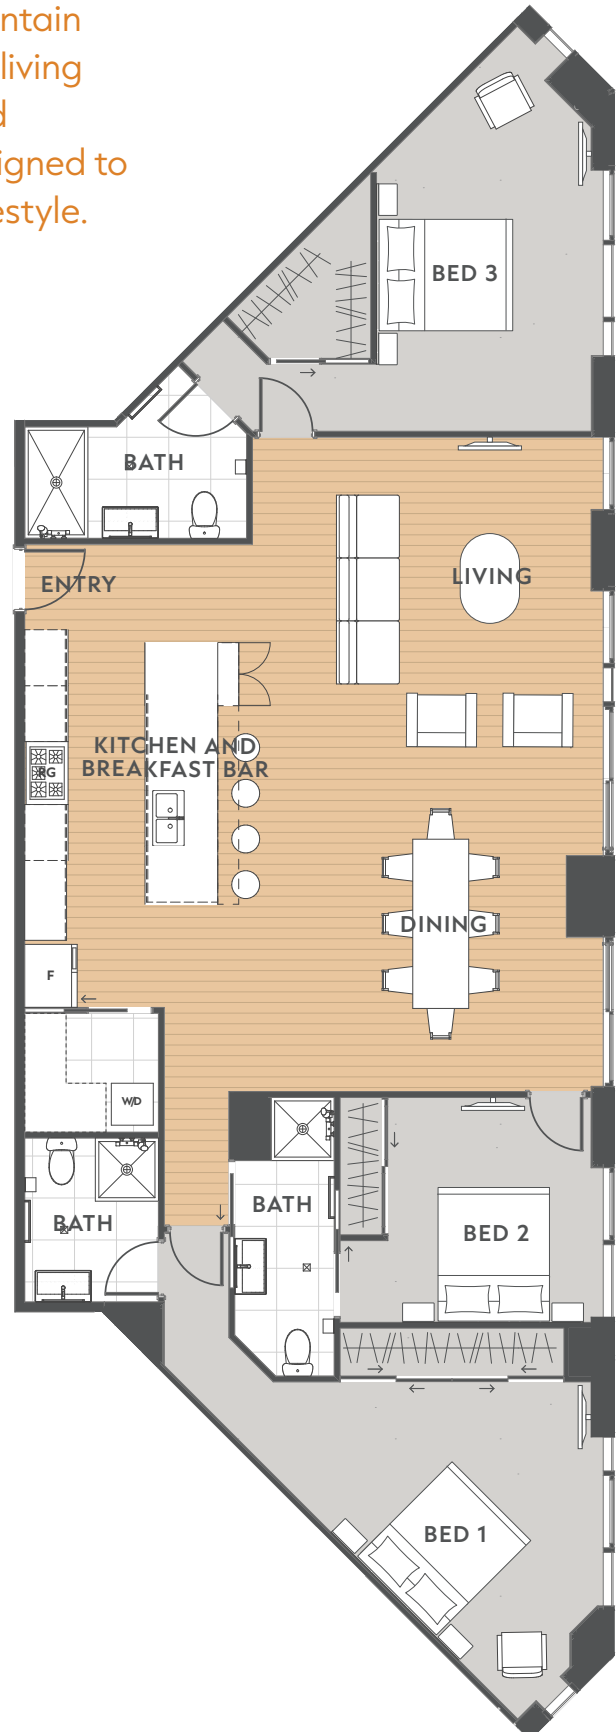 ntain
living
d
igned to
estyle.
BED 3
BATH
ENTRY
LIVING
KITCHEN AND
BREAKFAST BAR
RG
DINING
F
W/D
BATH
BATH
BED 2
BED 1